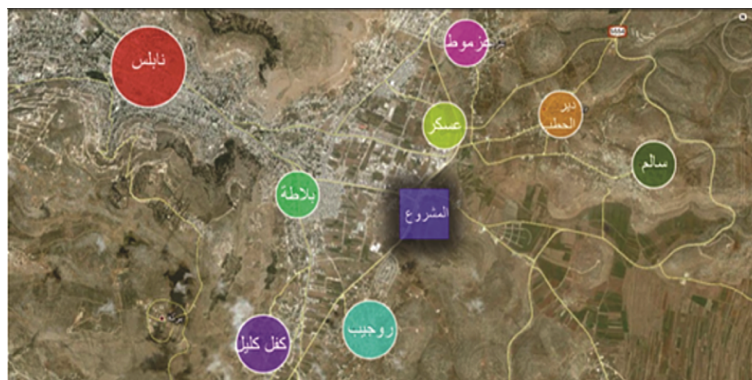 عزموط
نابلس
عسكر
دير
الحطب
سالم
بلاطة
المشروع
روجيب
كفل كليل